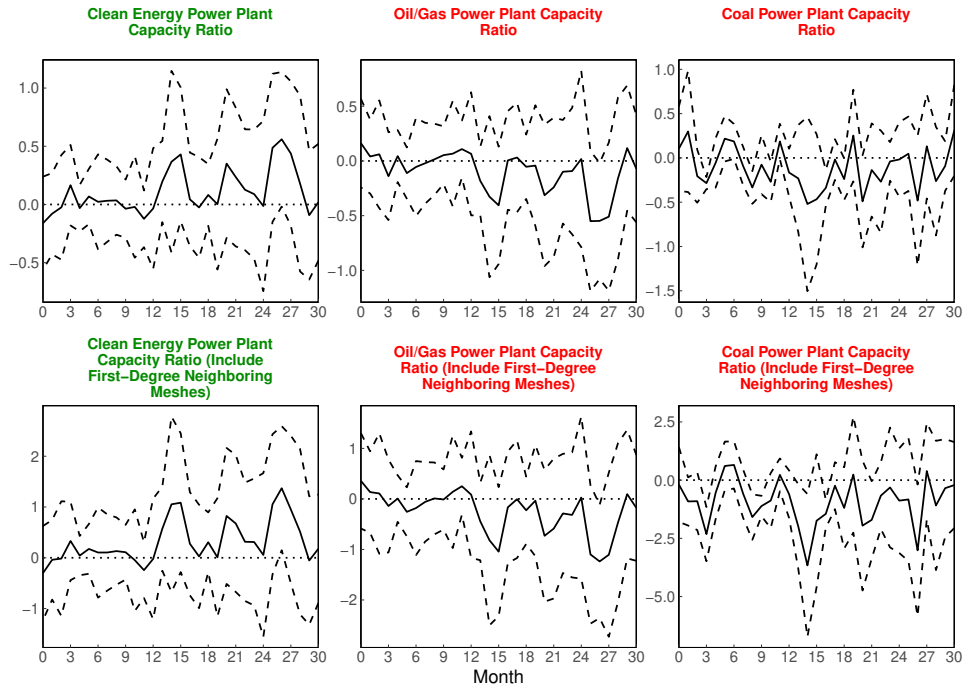 Clean Energy Power Plant
Capacity Ratio
Oil/Gas Power Plant Capacity
Ratio
Coal Power Plant Capacity
Ratio
1.0
0.5
0.0
−0.5
0 3 6 9 12 15 18 21 24 27 30
0.5
0.0
−0.5
−1.0
0 3 6 9 12 15 18 21 24 27 30
1.0
0.5
0.0
−0.5
−1.0
−1.5
0 3 6 9 12 15 18 21 24 27 30
Clean Energy Power Plant
Capacity Ratio (Include
First−Degree Neighboring
Meshes)
Oil/Gas Power Plant Capacity
Ratio (Include First−Degree
Neighboring Meshes)
Coal Power Plant Capacity
Ratio (Include First−Degree
Neighboring Meshes)
2
1
0
−1
0 3 6 9 12 15 18 21 24 27 30
1
0
−1
−2
0 3 6 9 12 15 18 21 24 27 30
2.5
0.0
−2.5
−5.0
0 3 6 9 12 15 18 21 24 27 30
Month